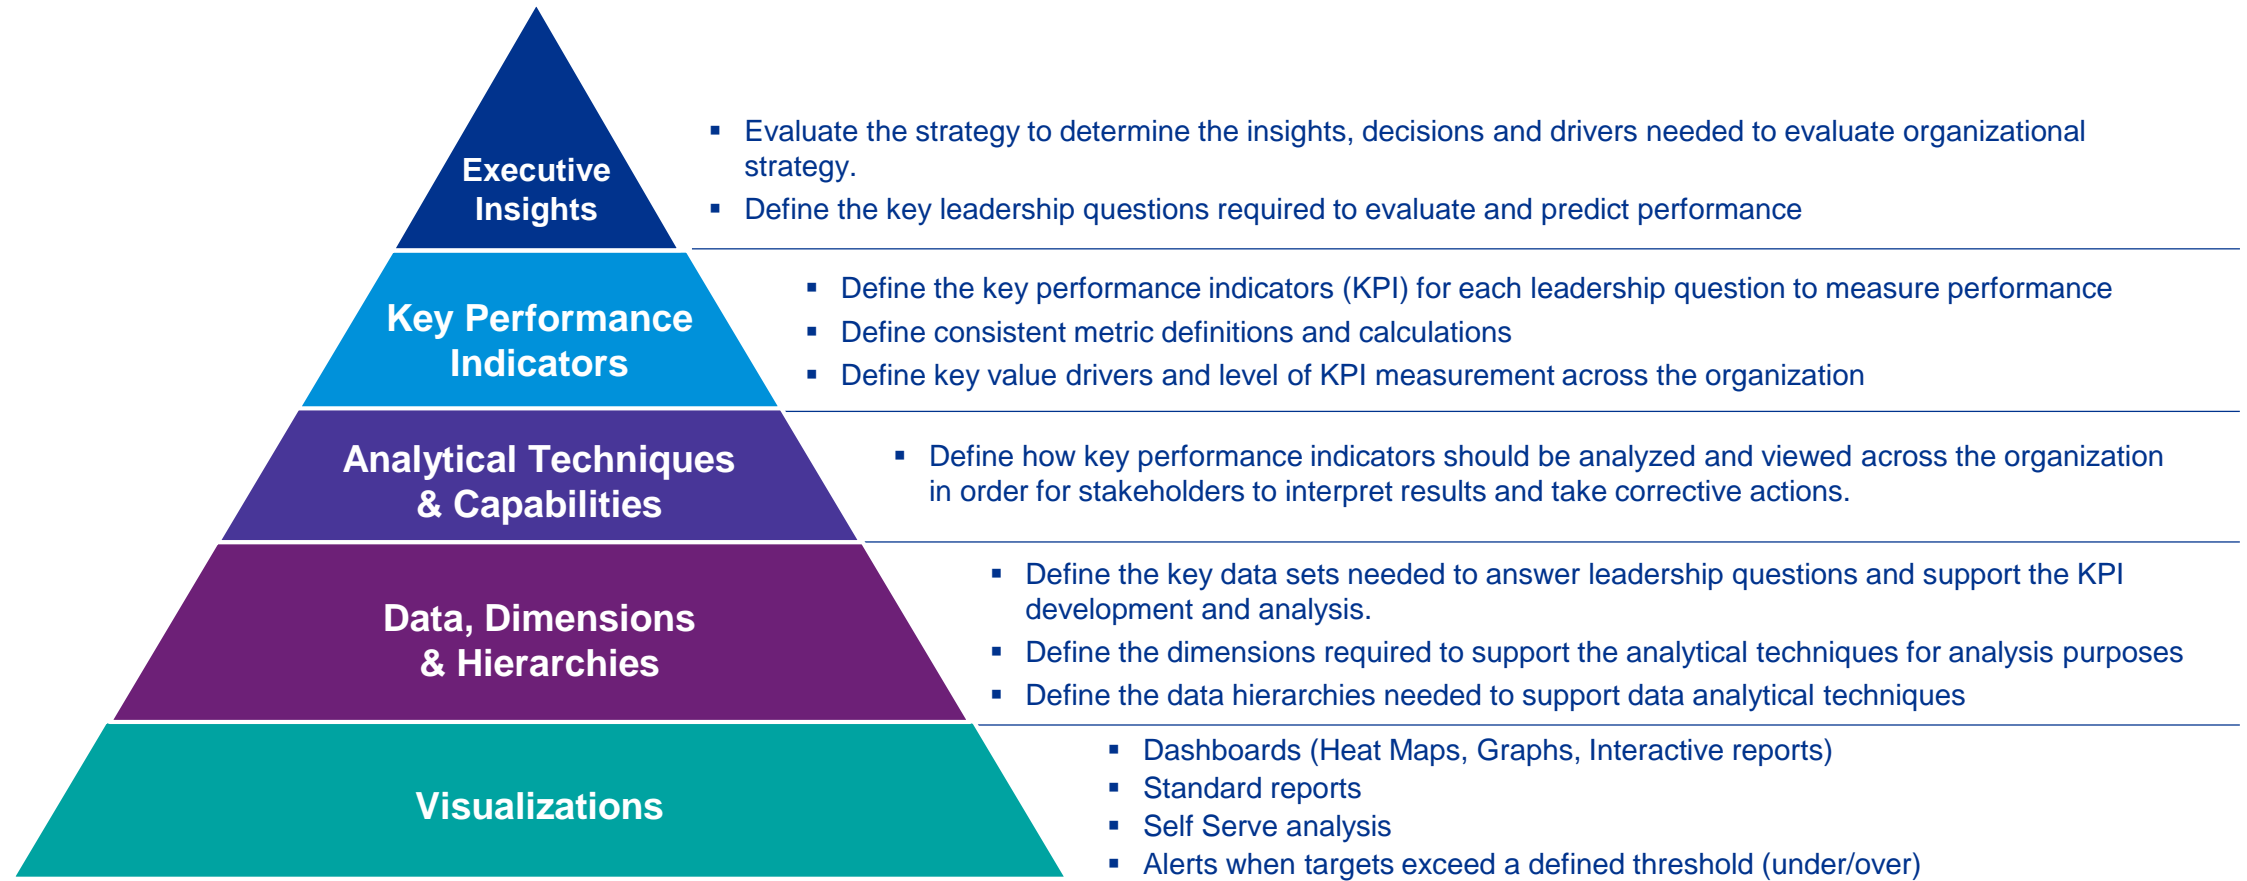 Executive
Insights
▪ Evaluate the strategy to determine the insights, decisions and drivers needed to evaluate organizational
strategy.
▪ Define the key leadership questions required to evaluate and predict performance
Key Performance
Indicators
▪ Define the key performance indicators (KPI) for each leadership question to measure performance
▪ Define consistent metric definitions and calculations
▪ Define key value drivers and level of KPI measurement across the organization
Analytical Techniques
& Capabilities
▪ Define how key performance indicators should be analyzed and viewed across the organization
in order for stakeholders to interpret results and take corrective actions.
Data, Dimensions
& Hierarchies
▪ Define the key data sets needed to answer leadership questions and support the KPI
development and analysis.
▪ Define the dimensions required to support the analytical techniques for analysis purposes
▪ Define the data hierarchies needed to support data analytical techniques
Visualizations
▪ Dashboards (Heat Maps, Graphs, Interactive reports)
▪ Standard reports
▪ Self Serve analysis
▪ Alerts when targets exceed a defined threshold (under/over)